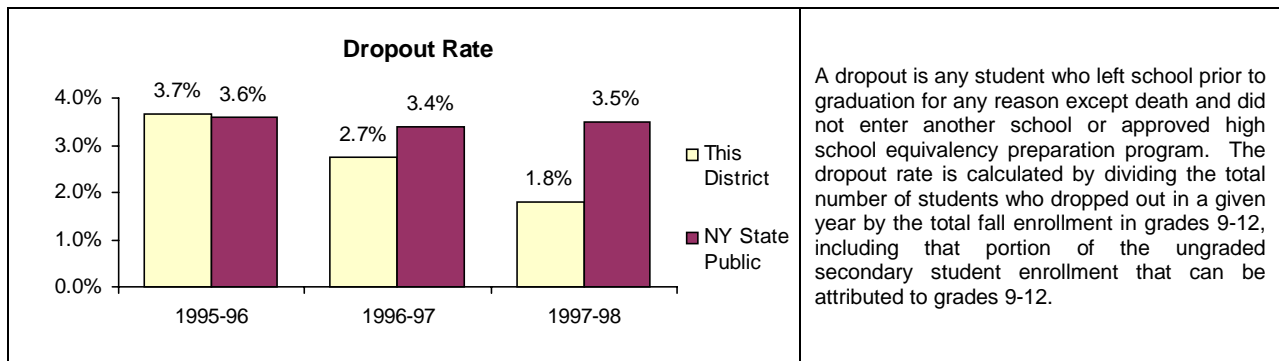 Dropout Rate
3.7% 3.6% 3.4% 3.5%
4.0%
2.7%
3.0%
1.8%
2.0%
1.0%
0.0%
1995-96 1996-97 1997-98
This
District
NY State
Public
A dropout is any student who left school prior to
graduation for any reason except death and did
not enter another school or approved high
school equivalency preparation program. The
dropout rate is calculated by dividing the total
number of students who dropped out in a given
year by the total fall enrollment in grades 9-12,
including that portion of the ungraded
secondary student enrollment that can be
attributed to grades 9-12.